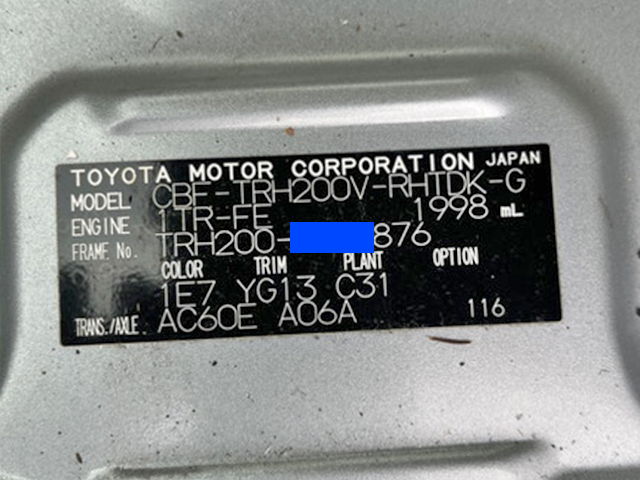 TOYOTA MOTOR CORPORATION JAPAN
MODEL CBF-TRH200V-RHTDK-G
ENGINE 1TR-FE 1998 mL
FRAME No. TRH200-876
COLOR TRIM PLANT OPTION
1E7 YG13 C31
TRANS./AXLE AC60E A06A 116